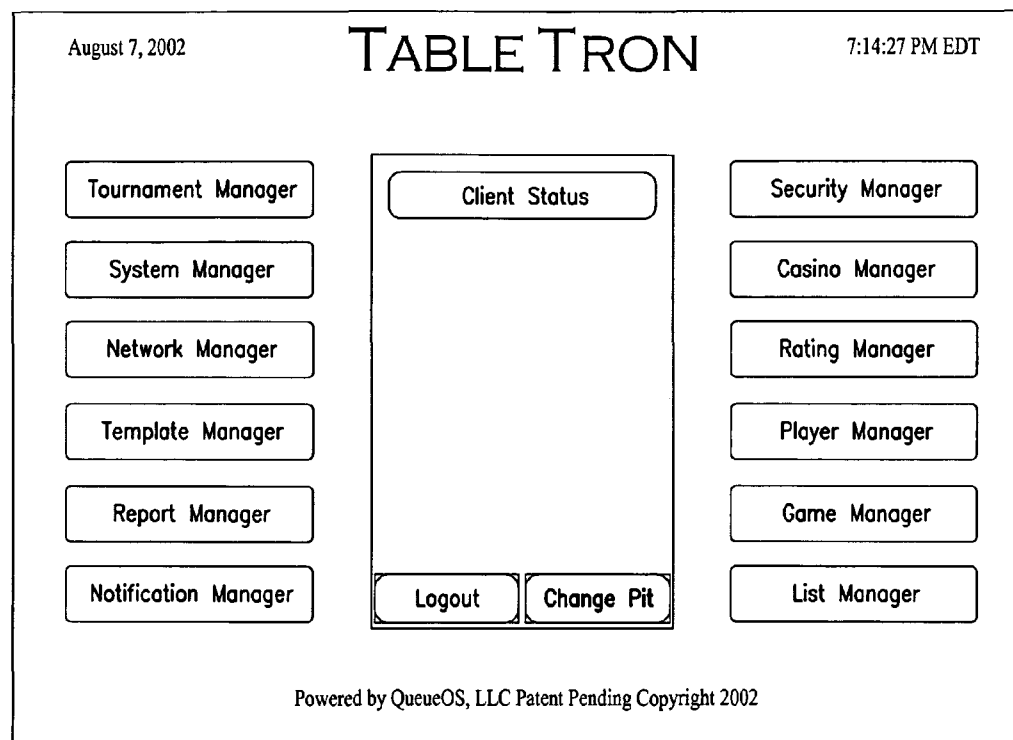 August 7, 2002
TABLE TRON
7:14:27 PM EDT
Tournament Manager
System Manager
Network Manager
Template Manager
Report Manager
Notification Manager
Client Status
Logout
Change Pit
Security Manager
Casino Manager
Rating Manager
Player Manager
Game Manager
List Manager
Powered by QueueOS, LLC Patent Pending Copyright 2002